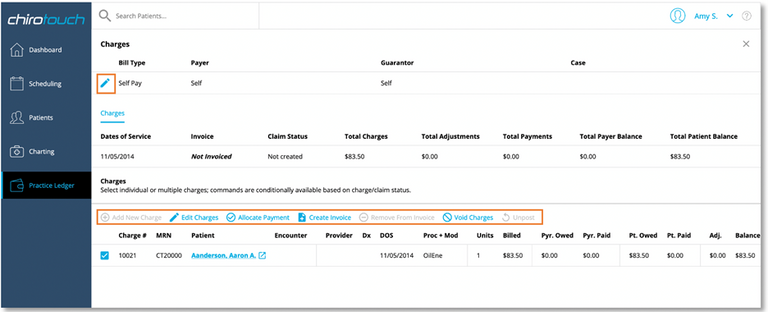 chirotouch
Search Patients...
Amy S.
Dashboard
Scheduling
Patients
Charting
Practice Ledger
Charges
Bill Type Payer Guarantor Case
Self Pay Self Self
Charges
Dates of Service Invoice Claim Status Total Charges Total Adjustments Total Payments Total Payer Balance Total Patient Balance
11/05/2014 Not Invoiced Not created $83.50 $0.00 $0.00 $0.00 $83.50
Charges
Select individual or multiple charges; commands are conditionally available based on charge/claim status.
Add New Charge Edit Charges Allocate Payment Create Invoice Remove From Invoice Void Charges Unpost
Charge # MRN Patient Encounter Provider Dx DOS Proc + Mod Units Billed Pyr. Owed Pyr. Paid Pt. Owed Pt. Paid Adj. Balance
10021 CT20000 Aanderson, Aaron A. 11/05/2014 OilEne 1 $83.50 $0.00 $0.00 $83.50 $0.00 $0.00 $83.50